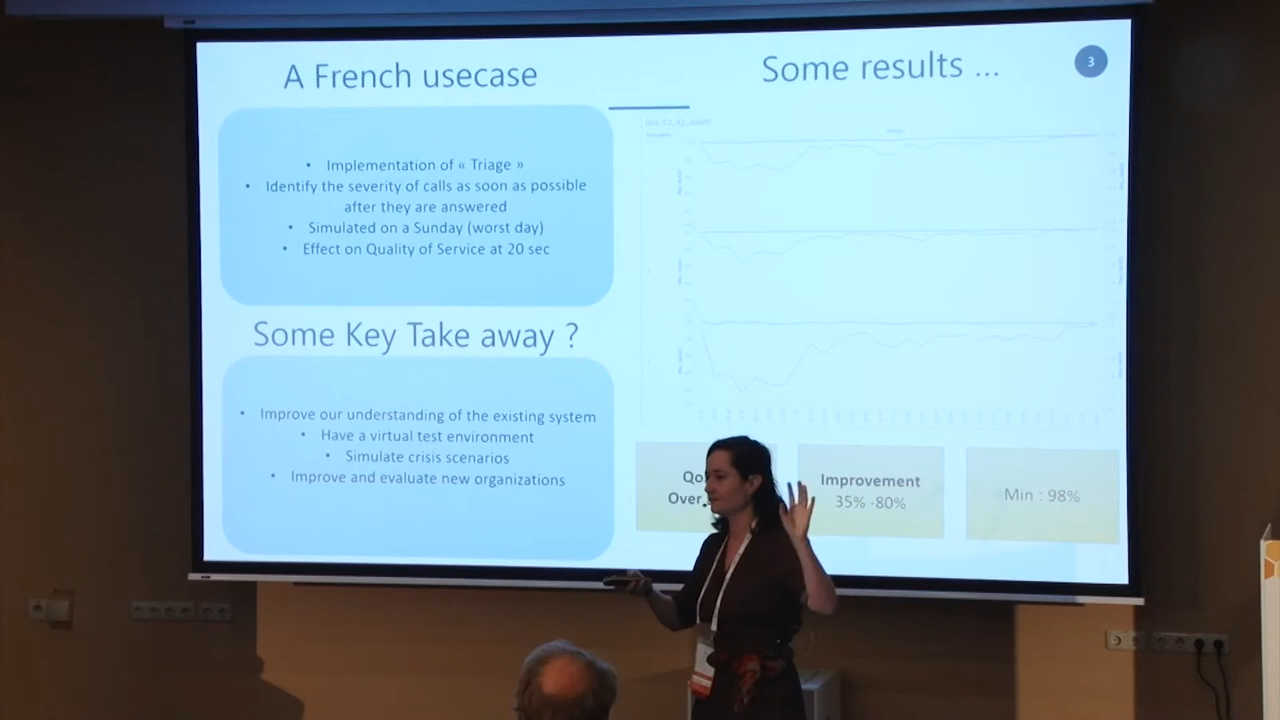 A French usecase
• Implementation of « Triage »
• Identify the severity of calls as soon as possible
after they are answered
• Simulated on a Sunday (worst day)
• Effect on Quality of Service at 20 sec
Some Key Take away ?
• Improve our understanding of the existing system
• Have a virtual test environment
• Simulate crisis scenarios
• Improve and evaluate new organizations
Some results ...
3
Over
Improvement
35% -80%
Min : 98%